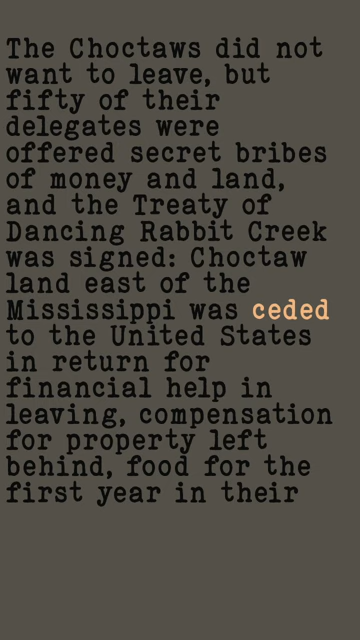 The Choctaws did not
want to leave, but
fifty of their
delegates were
offered secret bribes
of money and land,
and the Treaty of
Dancing Rabbit Creek
was signed: Choctaw
land east of the
Mississippi was ceded
to the United States
in return for
financial help in
leaving, compensation
for property left
behind, food for the
first year in their